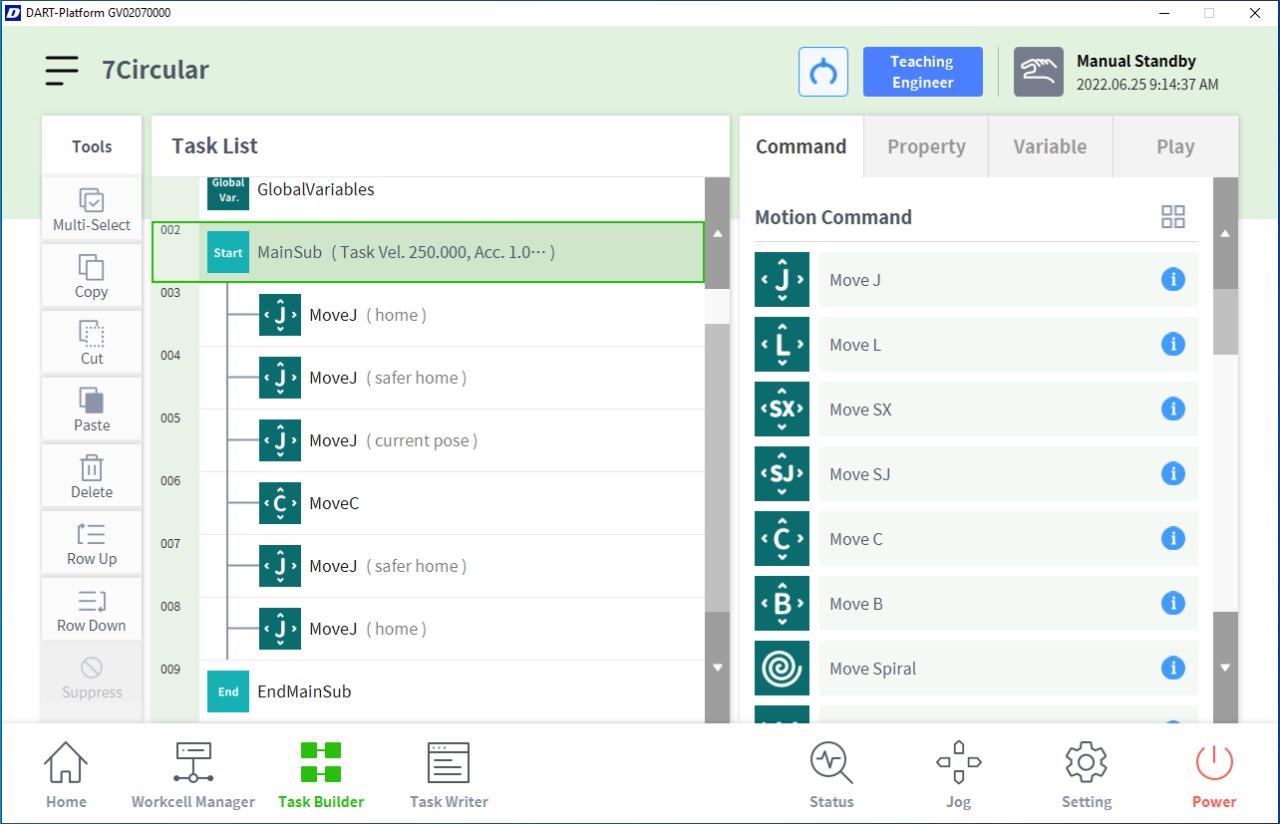 DART-Platform GV02070000
7Circular
Teaching
Engineer
Manual Standby
2022.06.25 9:14:37 AM
Tools
Multi-Select
Copy
Cut
Paste
Delete
Row Up
Row Down
Suppress
Task List
Global
Var.
GlobalVariables
002
Start
MainSub ( Task Vel. 250.000, Acc. 1.0··· )
003
J
MoveJ ( home )
004
J
MoveJ ( safer home )
005
J
MoveJ ( current pose )
006
C
MoveC
007
J
MoveJ ( safer home )
008
J
MoveJ ( home )
009
End
EndMainSub
Command
Property
Variable
Play
Motion Command
J
Move J
L
Move L
SX
Move SX
SJ
Move SJ
C
Move C
B
Move B
Move Spiral
Home
Workcell Manager
Task Builder
Task Writer
Status
Jog
Setting
Power